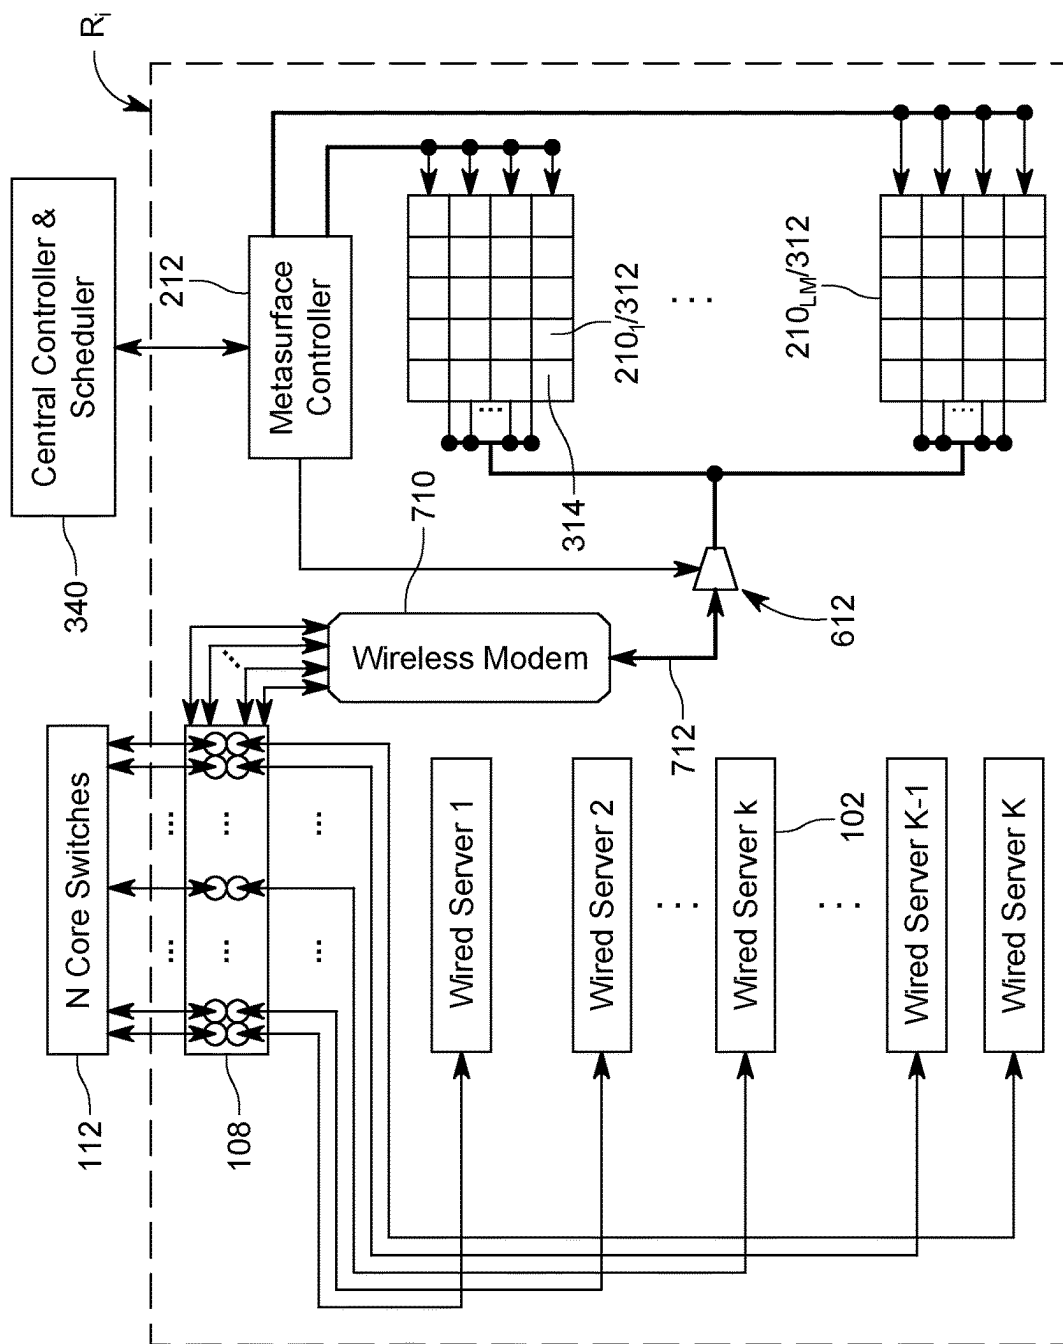 R_i
Central Controller &
Scheduler
340
212
Metasurface
Controller
210_1/312
...
210_LM/312
314
710
Wireless Modem
712
612
N Core Switches
112
...
...
...
...
...
...
108
Wired Server 1
Wired Server 2
...
Wired Server k
102
...
Wired Server K-1
Wired Server K